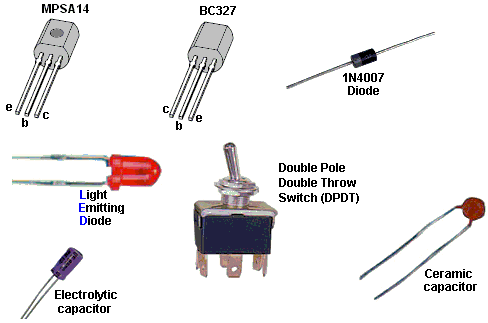 MPSA14
BC327
e
b
c
c
b
e
1N4007
Diode
Light
Emitting
Diode
Double Pole
Double Throw
Switch (DPDT)
Electrolytic
capacitor
Ceramic
capacitor